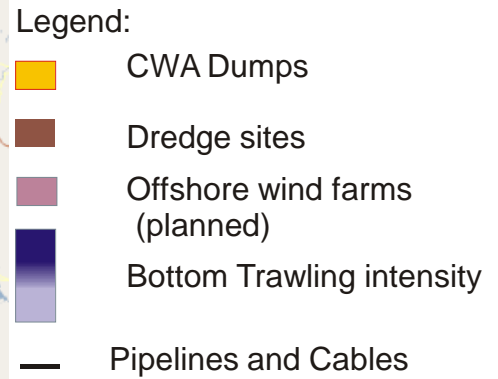 Legend:
CWA Dumps
Dredge sites
Offshore wind farms
(planned)
Bottom Trawling intensity
Pipelines and Cables